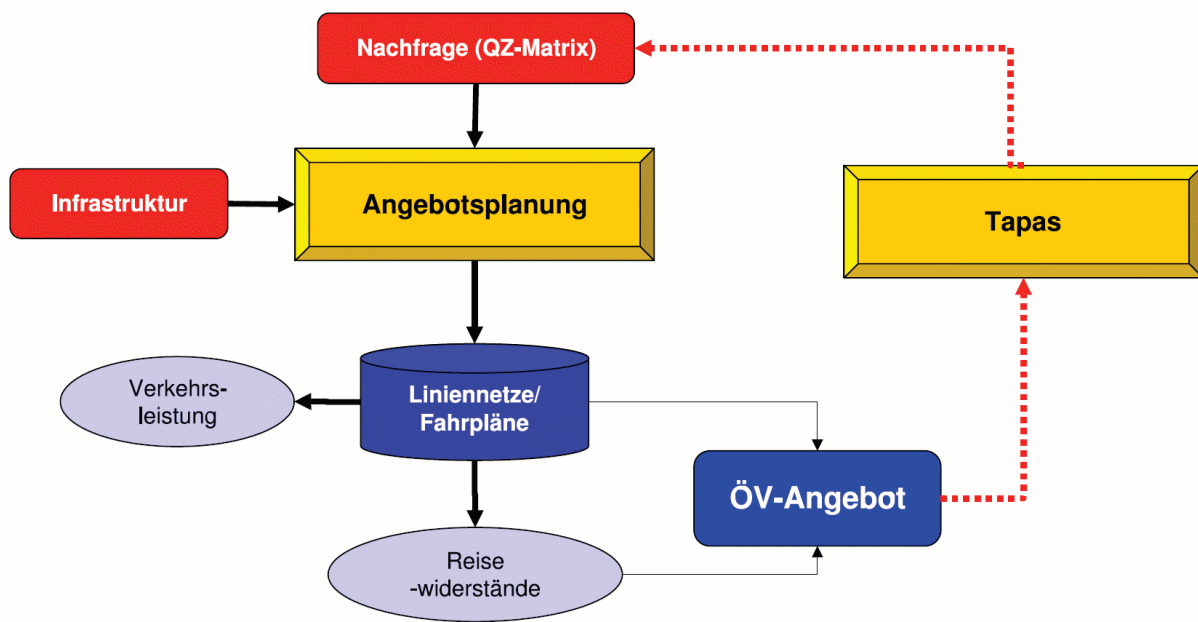 Nachfrage (QZ-Matrix)
Infrastruktur
Angebotsplanung
Tapas
Verkehrs-
leistung
Liniennetze/
Fahrpläne
ÖV-Angebot
Reise
-widerstände